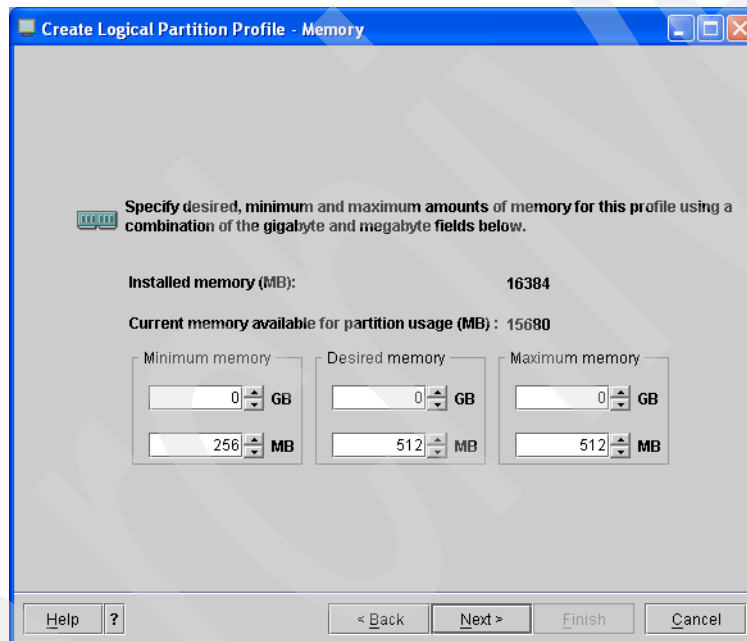 Create Logical Partition Profile - Memory
Specify desired, minimum and maximum amounts of memory for this profile using a
combination of the gigabyte and megabyte fields below.
Installed memory (MB): 16384
Current memory available for partition usage (MB) : 15680
Minimum memory Desired memory Maximum memory
0 GB 0 GB 0 GB
256 MB 512 MB 512 MB
Help ? < Back Next > Finish Cancel